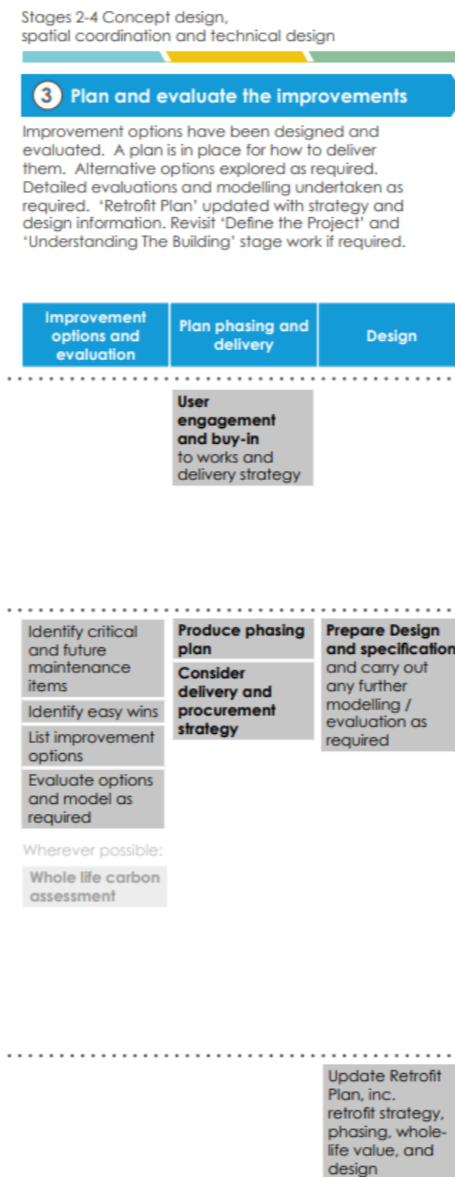 Stages 2-4 Concept design,
spatial coordination and technical design
3 Plan and evaluate the improvements
Improvement options have been designed and
evaluated. A plan is in place for how to deliver
them. Alternative options explored as required.
Detailed evaluations and modelling undertaken as
required. ‘Retrofit Plan’ updated with strategy and
design information. Revisit ‘Define the Project’ and
‘Understanding The Building’ stage work if required.
Improvement
options and
evaluation
Plan phasing and
delivery
Design
User
engagement
and buy-in
to works and
delivery strategy
Identify critical
and future
maintenance
items
Identify easy wins
List improvement
options
Evaluate options
and model as
required
Wherever possible:
Whole life carbon
assessment
Produce phasing
plan
Consider
delivery and
procurement
strategy
Prepare Design
and specification
and carry out
any further
modelling /
evaluation as
required
Update Retrofit
Plan, inc.
retrofit strategy,
phasing, whole-
life value, and
design